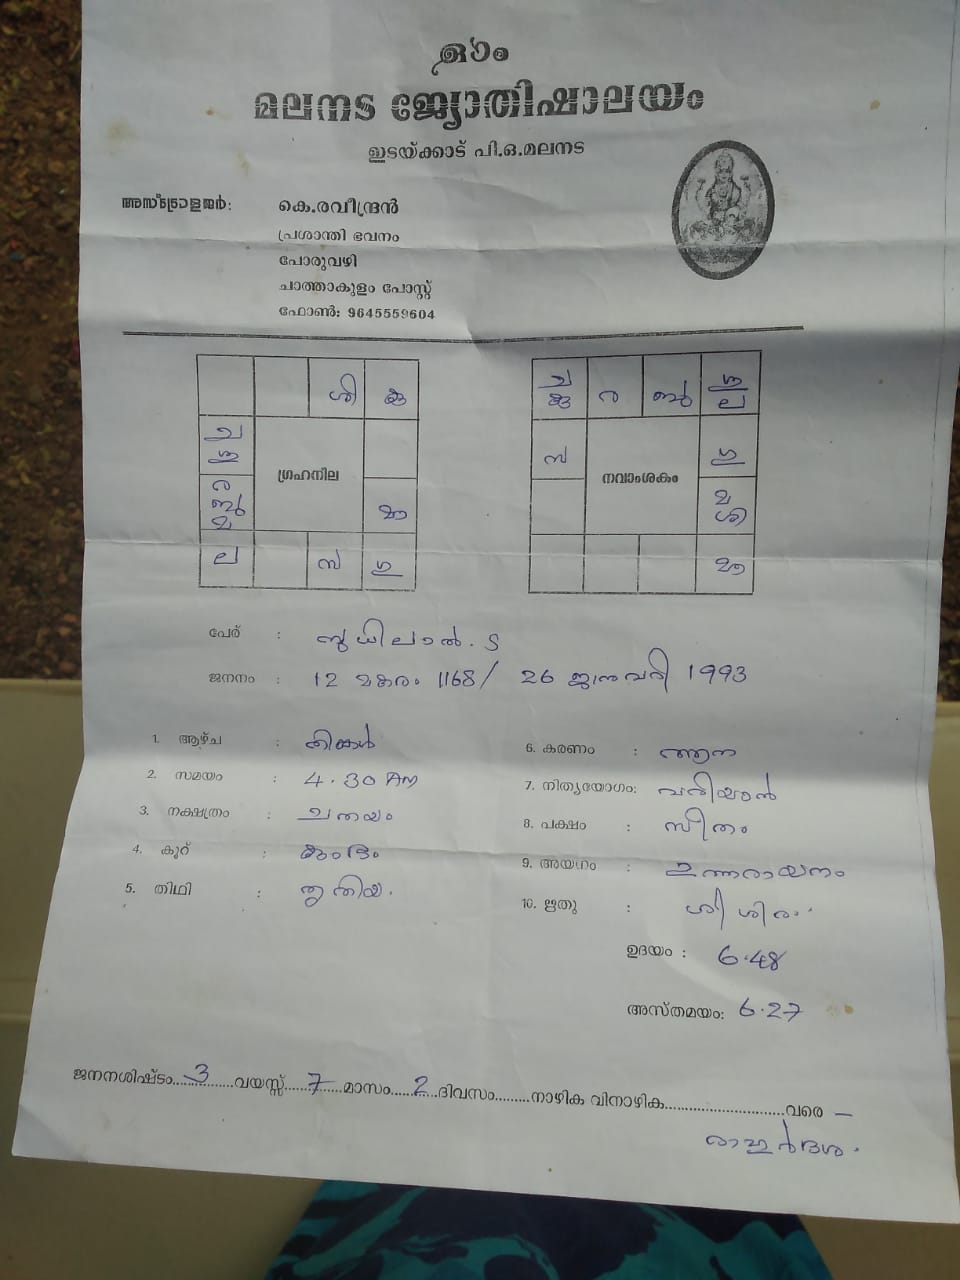 ഓം
മലനട ജ്യോതിഷാലയം
ഇടയ്ക്കാട് പി.ഒ.മലനട
അസ്ട്രോളജർ: കെ.രവീന്ദ്രൻ
പ്രശാന്തി ഭവനം
പോരുവഴി
ചാത്താകുളം പോസ്റ്റ്
ഫോൺ: 9645559604
ശി
ച
ര
ബു
ല
സ
ഗു
ഗ്രഹനില
ച
ര
ബു
ല
സ
ഗു
ശി
നവാംശകം
പേര് : സുധിലാൽ. S
ജനനം : 12 മകരം 1168/ 26 ജനുവരി 1993
1. ആഴ്ച : തിങ്കൾ
2. സമയം : 4.30 AM
3. നക്ഷത്രം : ചതയം
4. കൂറ് : കുംഭം
5. തിഥി : തൃതീയ.
6. കരണം : ആന
7. നിത്യയോഗം: വരിയാൻ
8. പക്ഷം : സീതം
9. അയനം : ഉത്തരായനം
10. ഋതു : ശിശിരം
ഉദയം : 6.48
അസ്തമയം: 6.27
ജനനശിഷ്ടം...3...വയസ്സ്...7...മാസം...2...ദിവസം.........നാഴിക വിനാഴിക............................വരെ –
രാഹുർദശ.